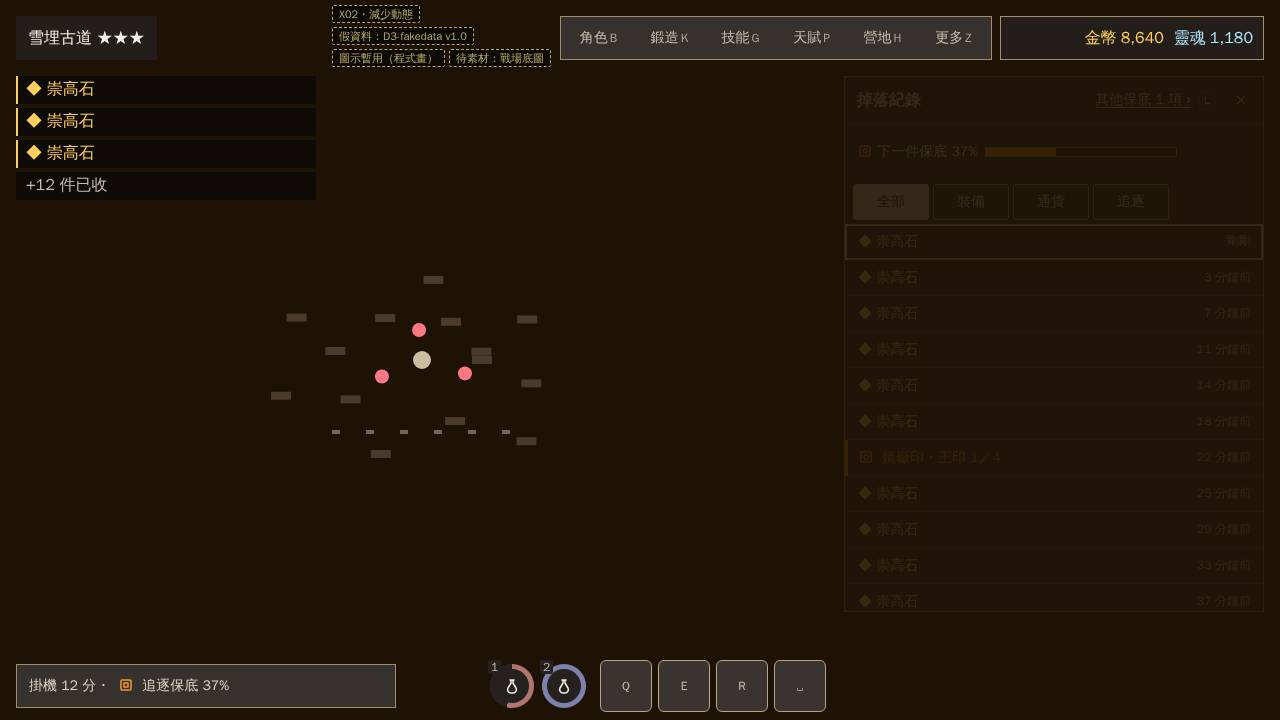 雪埋古道 ★★★
X02・減少動態
假資料：D3-fakedata v1.0
圖示暫用（程式畫） 待素材：戰場底圖
角色B 鍛造K 技能G 天賦P 營地H 更多Z
金幣 8,640 靈魂 1,180
崇高石
崇高石
崇高石
+12 件已收
掉落紀錄 其他保底 1 項 › L ×
下一件保底 37%
全部 裝備 通貨 追逐
崇高石 剛剛
崇高石 3 分鐘前
崇高石 7 分鐘前
崇高石 11 分鐘前
崇高石 14 分鐘前
崇高石 18 分鐘前
鎖獄印・王印 1／4 22 分鐘前
崇高石 25 分鐘前
崇高石 29 分鐘前
崇高石 33 分鐘前
崇高石 37 分鐘前
掛機 12 分・ 追逐保底 37%
1 2 Q E R ⎵